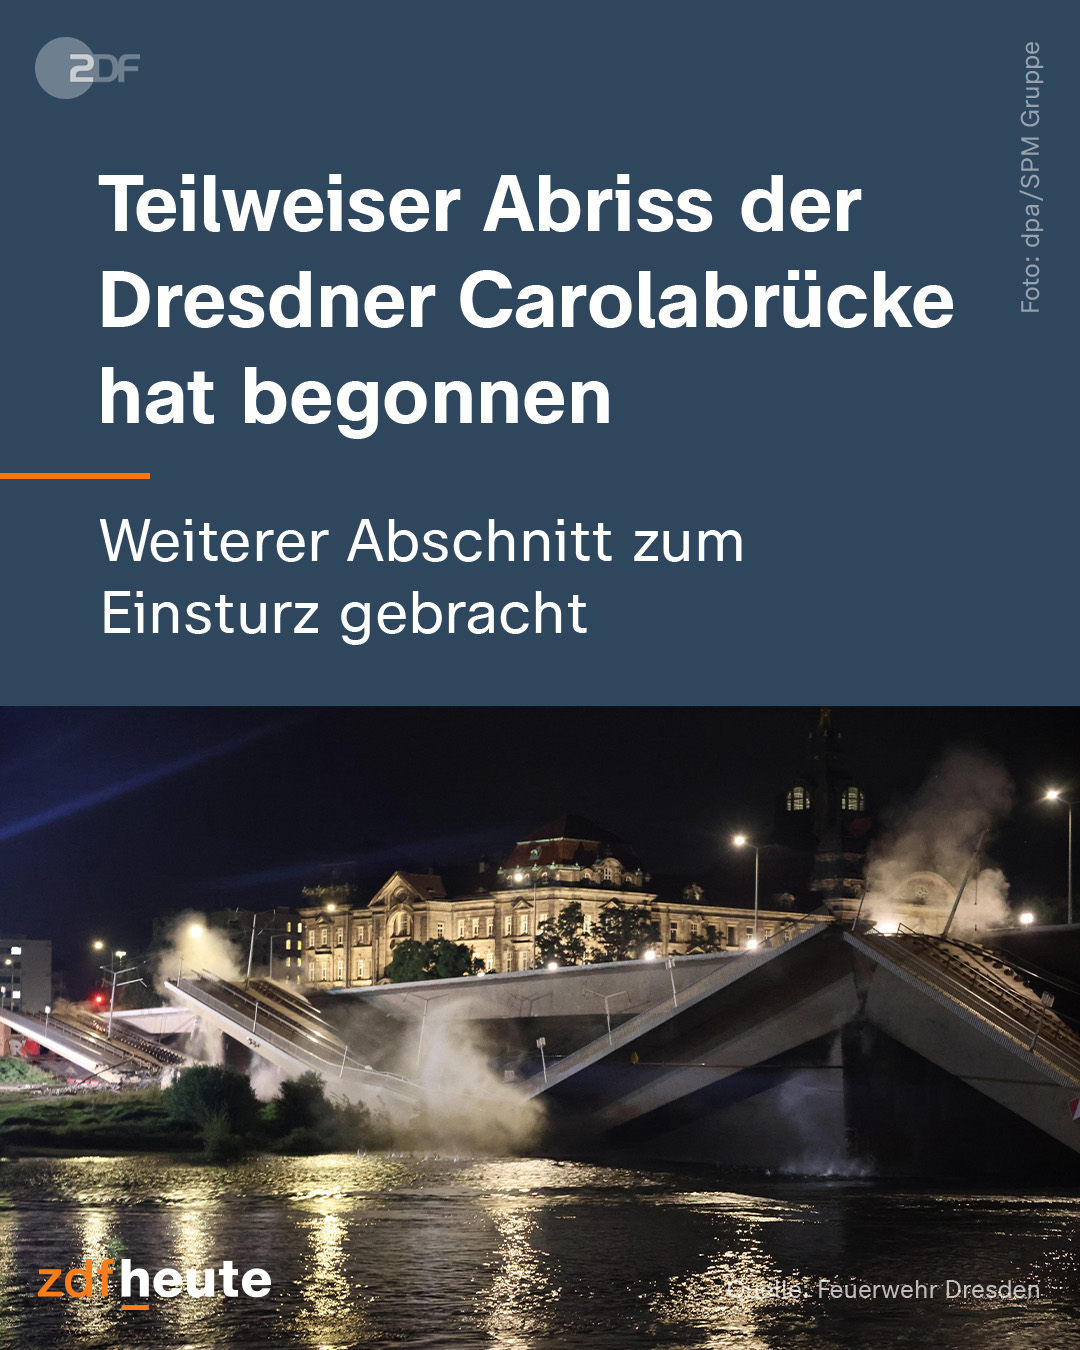 ZDF
Foto: dpa/SPM Gruppe
Teilweiser Abriss der
Dresdner Carolabrücke
hat begonnen
Weiterer Abschnitt zum
Einsturz gebracht
zdfheute
Quelle: Feuerwehr Dresden